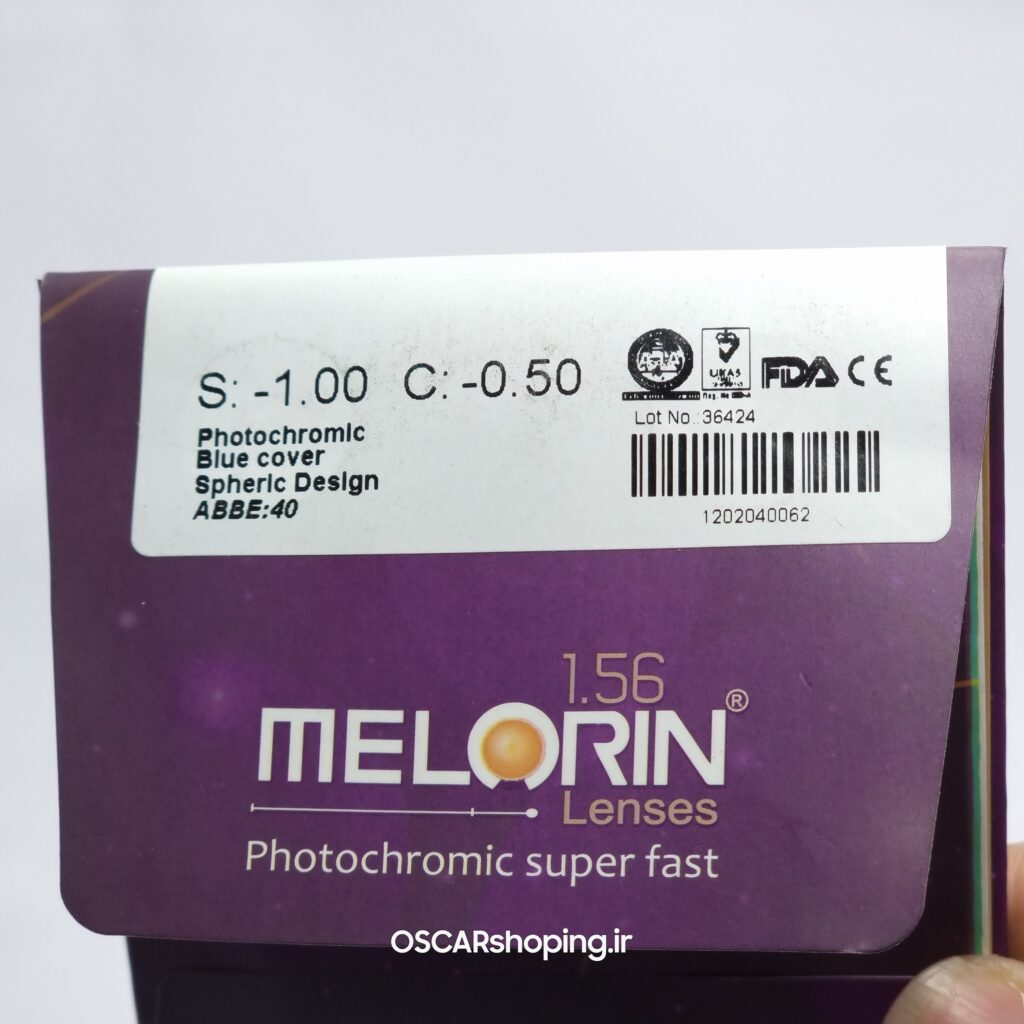 S: -1.00 C: -0.50
Photochromic
Blue cover
Spheric Design
ABBE:40
UKAS
FDA CE
Lot No.:36424
1202040062
1.56
MELORIN®
Lenses
Photochromic super fast
OSCARshoping.ir